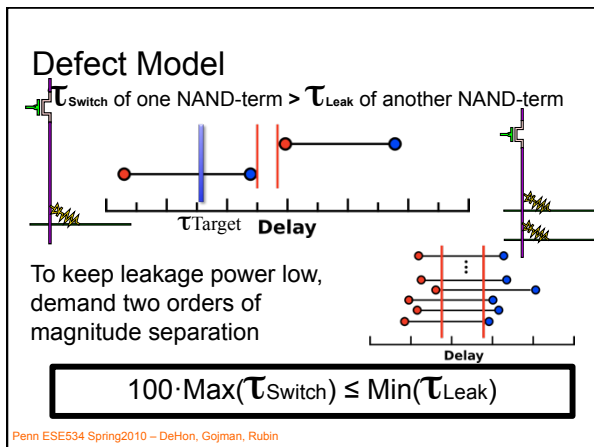 Defect Model
τSwitch of one NAND-term > τLeak of another NAND-term
τTarget
Delay
To keep leakage power low,
demand two orders of
magnitude separation
⋮
Delay
100·Max(τSwitch) ≤ Min(τLeak)
Penn ESE534 Spring2010 – DeHon, Gojman, Rubin